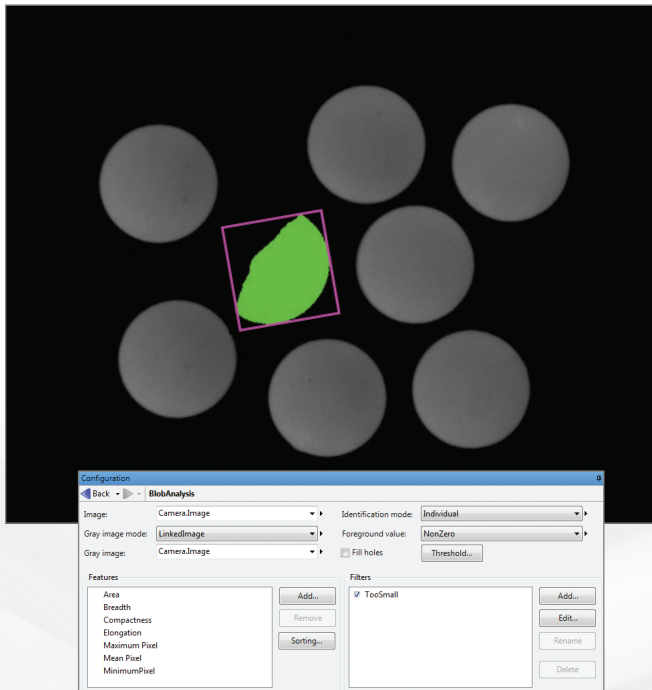 Configuration
Back BlobAnalysis
Image: Camera.Image Identification mode: Individual
Gray image mode: LinkedImage Foreground value: NonZero
Gray image: Camera.Image Fill holes Threshold...
Features Filters
Area Add... TooSmall Add...
Breadth
Compactness Remove Edit...
Elongation
Maximum Pixel Sorting... Rename
Mean Pixel
MinimumPixel Delete